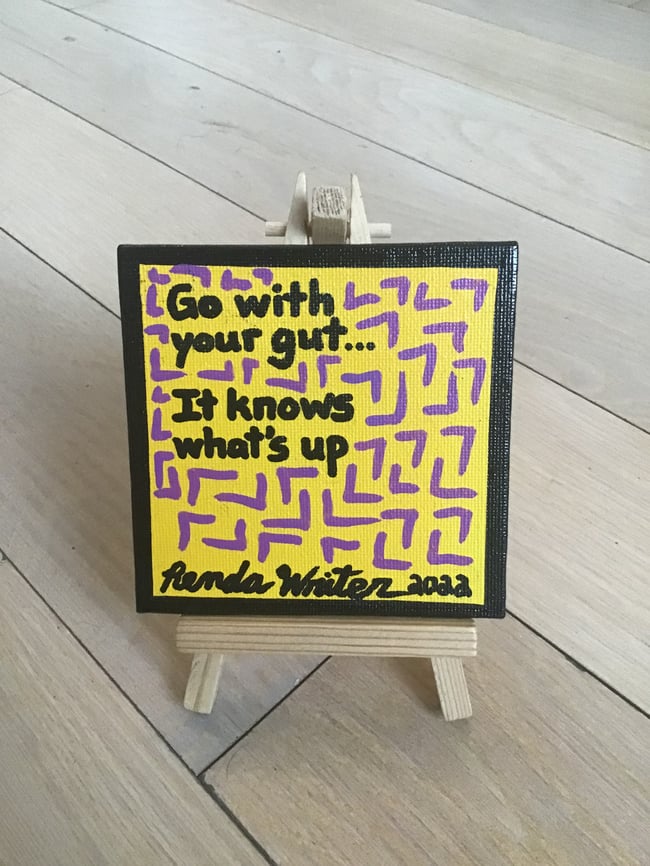 Go with
your gut...
It knows
what's up
Renda Writer 2022